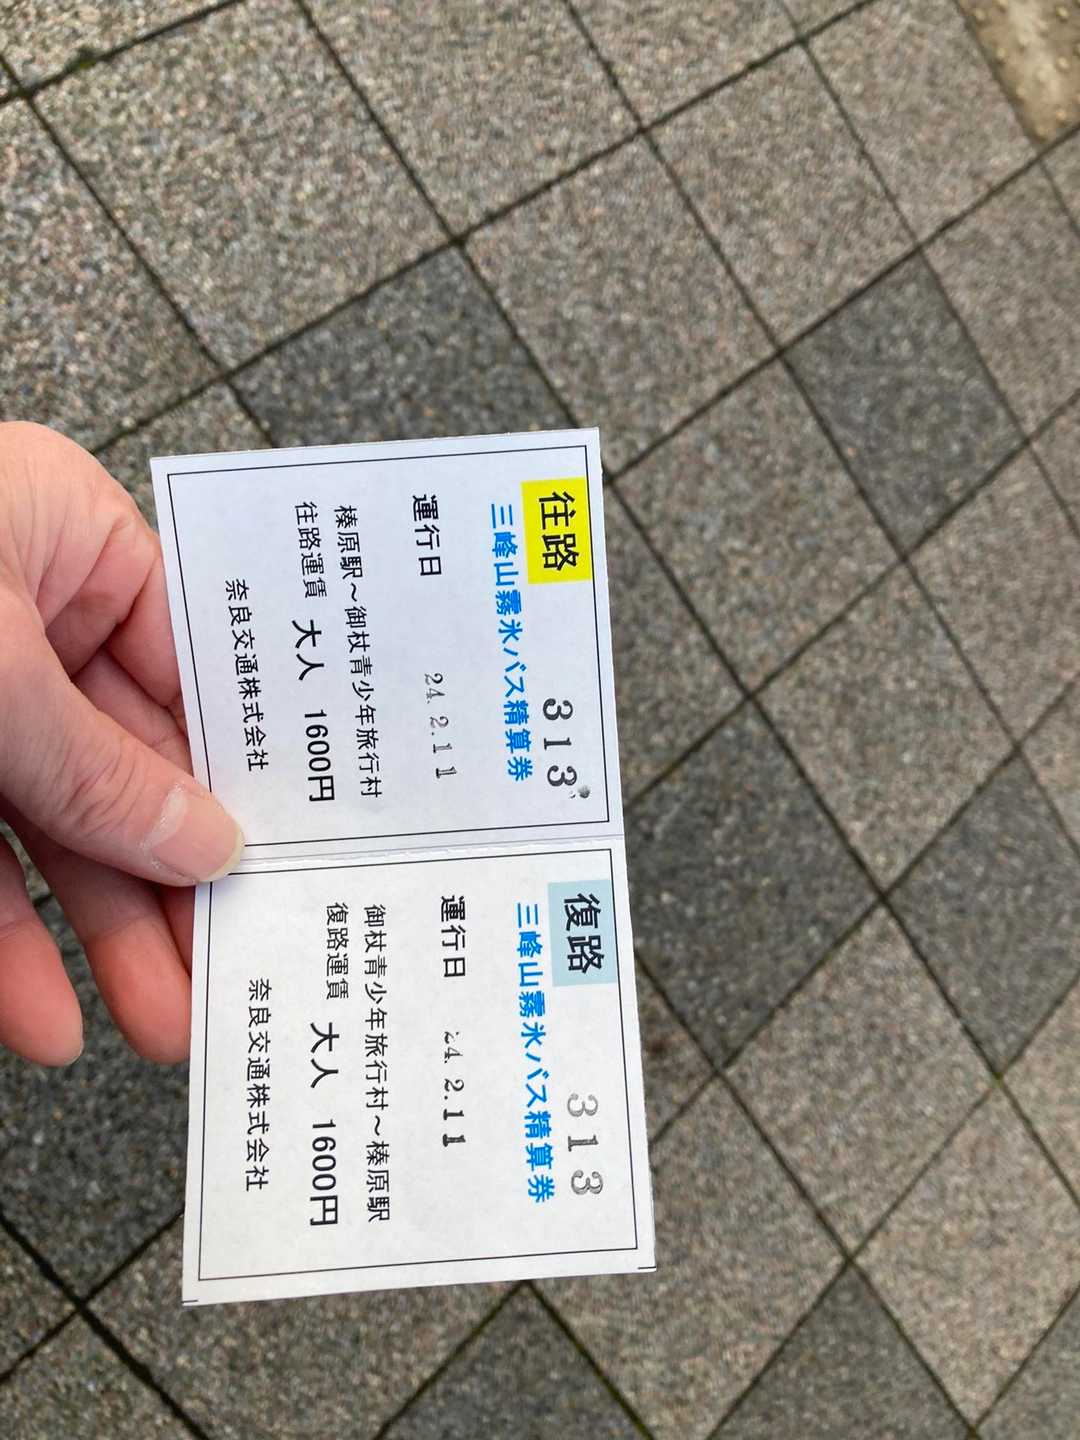 往路
313
三峰山霧氷バス精算券
運行日 24.2.11
榛原駅～御杖青少年旅行村
往路運賃 大人 1600円
奈良交通株式会社
復路
313
三峰山霧氷バス精算券
運行日 24.2.11
御杖青少年旅行村～榛原駅
復路運賃 大人 1600円
奈良交通株式会社